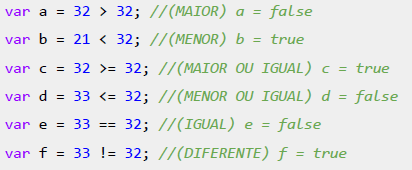 var a = 32 > 32; //(MAIOR) a = false
var b = 21 < 32; //(MENOR) b = true
var c = 32 >= 32; //(MAIOR OU IGUAL) c = true
var d = 33 <= 32; //(MENOR OU IGUAL) d = false
var e = 33 == 32; //(IGUAL) e = false
var f = 33 != 32; //(DIFERENTE) f = true